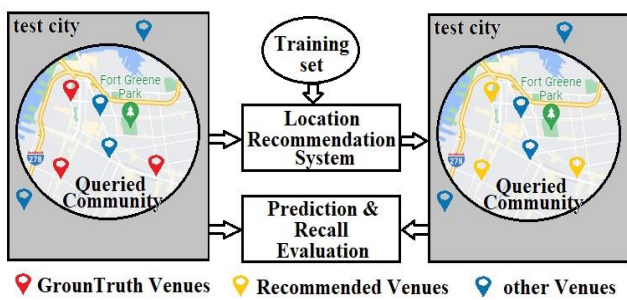 test city
Fort Greene
Park
278
Queried
Community
Training
set
Location
Recommendation
System
Prediction &
Recall
Evaluation
test city
Fort Greene
Park
278
Queried
Community
GrounTruth Venues
Recommended Venues
other Venues